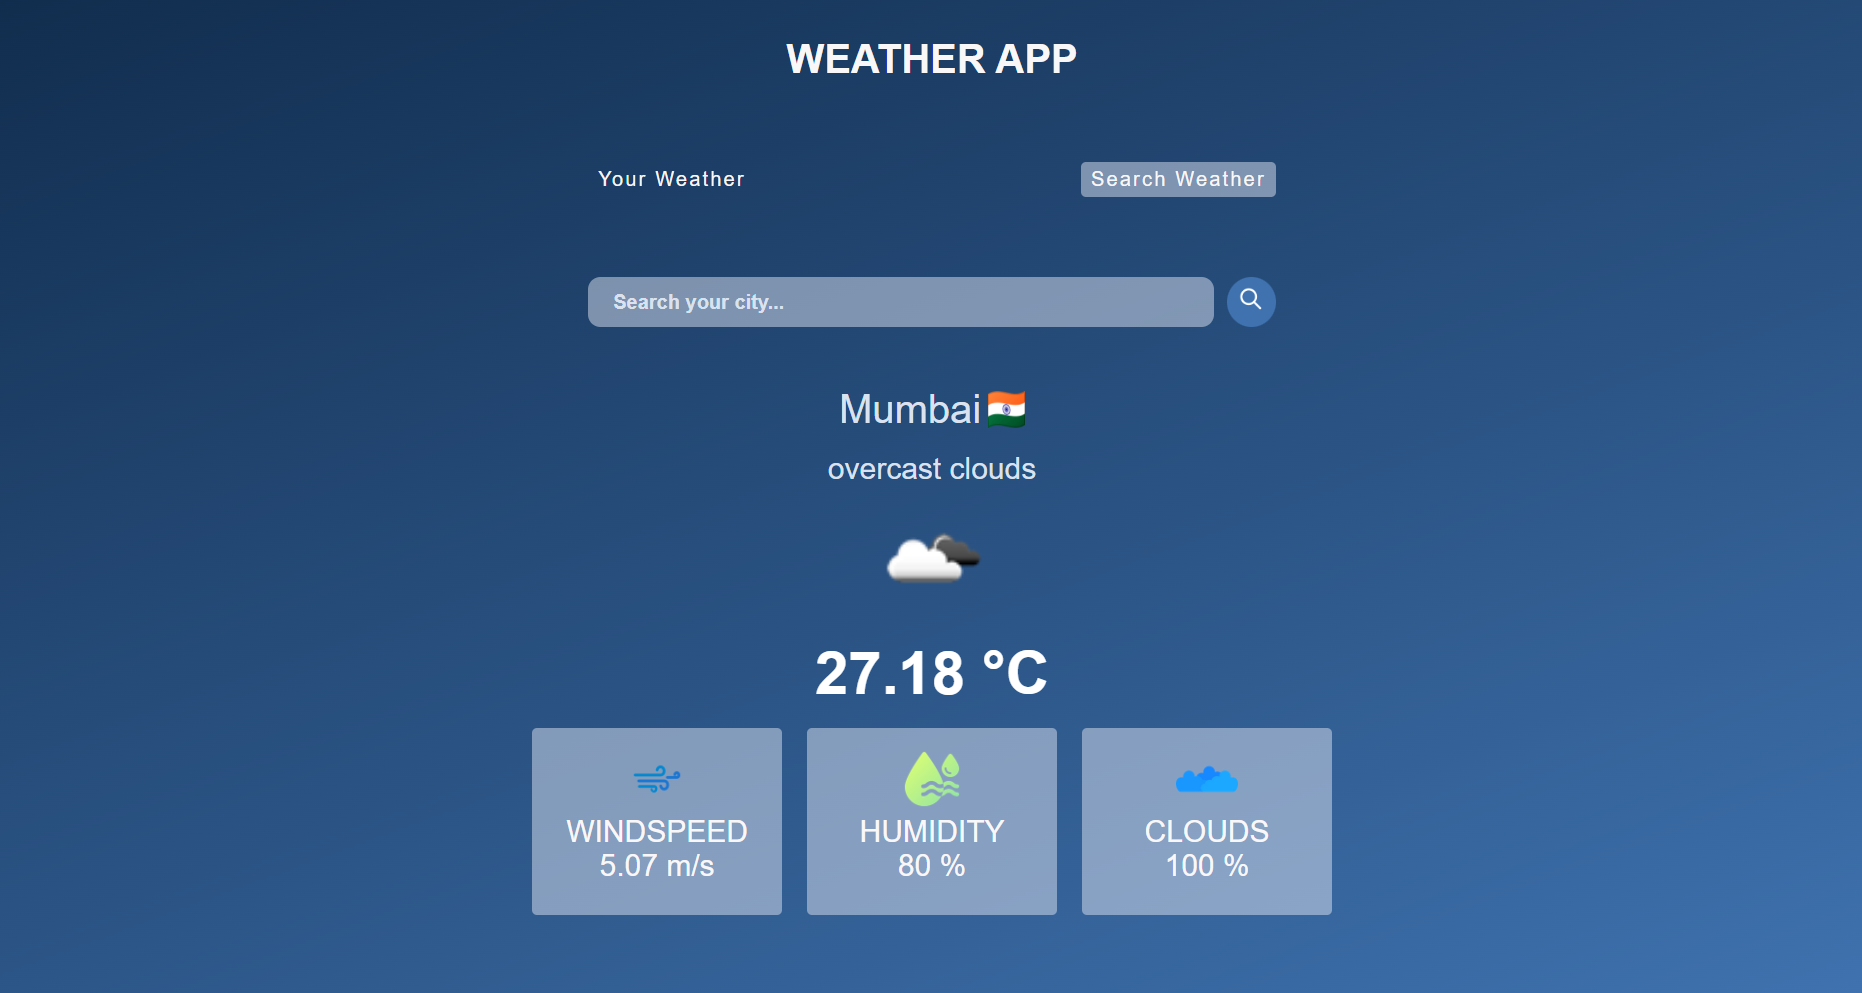 WEATHER APP
Your Weather
Search Weather
Search your city...
Mumbai
overcast clouds
27.18 °C
WINDSPEED
5.07 m/s
HUMIDITY
80 %
CLOUDS
100 %